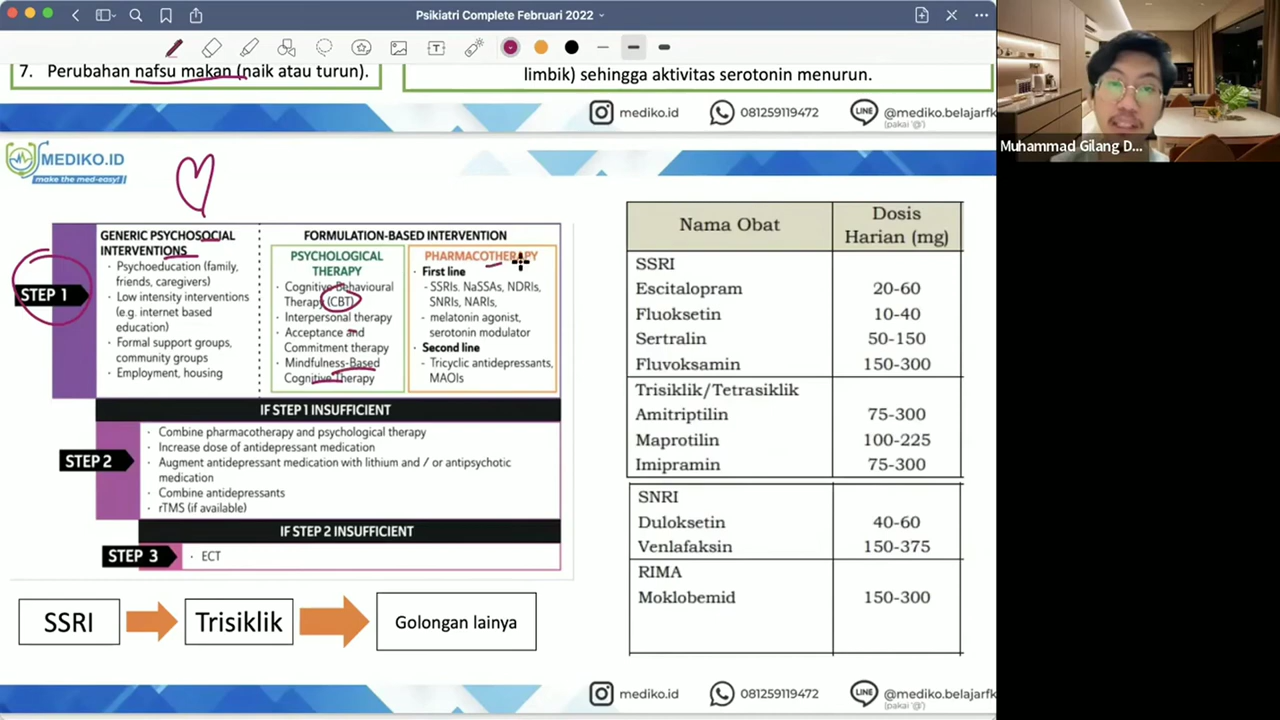 Psikiatri Complete Februari 2022
7. Perubahan nafsu makan (naik atau turun).
limbik) sehingga aktivitas serotonin menurun.
mediko.id
081259119472
LINE
@mediko.belajarfk
(pakai '@')
MEDIKO.ID
make the med-easy!
Muhammad Gilang D...
STEP 1
GENERIC PSYCHOSOCIAL
INTERVENTIONS
· Psychoeducation (family,
friends, caregivers)
· Low intensity interventions
(e.g. internet based
education)
· Formal support groups,
community groups
· Employment, housing
FORMULATION-BASED INTERVENTION
PSYCHOLOGICAL
THERAPY
· Cognitive Behavioural
Therapy (CBT)
· Interpersonal therapy
· Acceptance and
Commitment therapy
· Mindfulness-Based
Cognitive Therapy
PHARMACOTHERAPY
· First line
- SSRIs. NaSSAs, NDRIs,
SNRIs, NARIs,
- melatonin agonist,
serotonin modulator
· Second line
- Tricyclic antidepressants,
MAOIs
IF STEP 1 INSUFFICIENT
STEP 2
· Combine pharmacotherapy and psychological therapy
· Increase dose of antidepressant medication
· Augment antidepressant medication with lithium and / or antipsychotic
medication
· Combine antidepressants
· rTMS (if available)
IF STEP 2 INSUFFICIENT
STEP 3
· ECT
SSRI
Trisiklik
Golongan lainya
Nama Obat Dosis
Harian (mg)
SSRI
Escitalopram 20-60
Fluoksetin 10-40
Sertralin 50-150
Fluvoksamin 150-300
Trisiklik/Tetrasiklik
Amitriptilin 75-300
Maprotilin 100-225
Imipramin 75-300
SNRI
Duloksetin 40-60
Venlafaksin 150-375
RIMA
Moklobemid 150-300
mediko.id
081259119472
LINE
@mediko.belajarfk
(pakai '@')